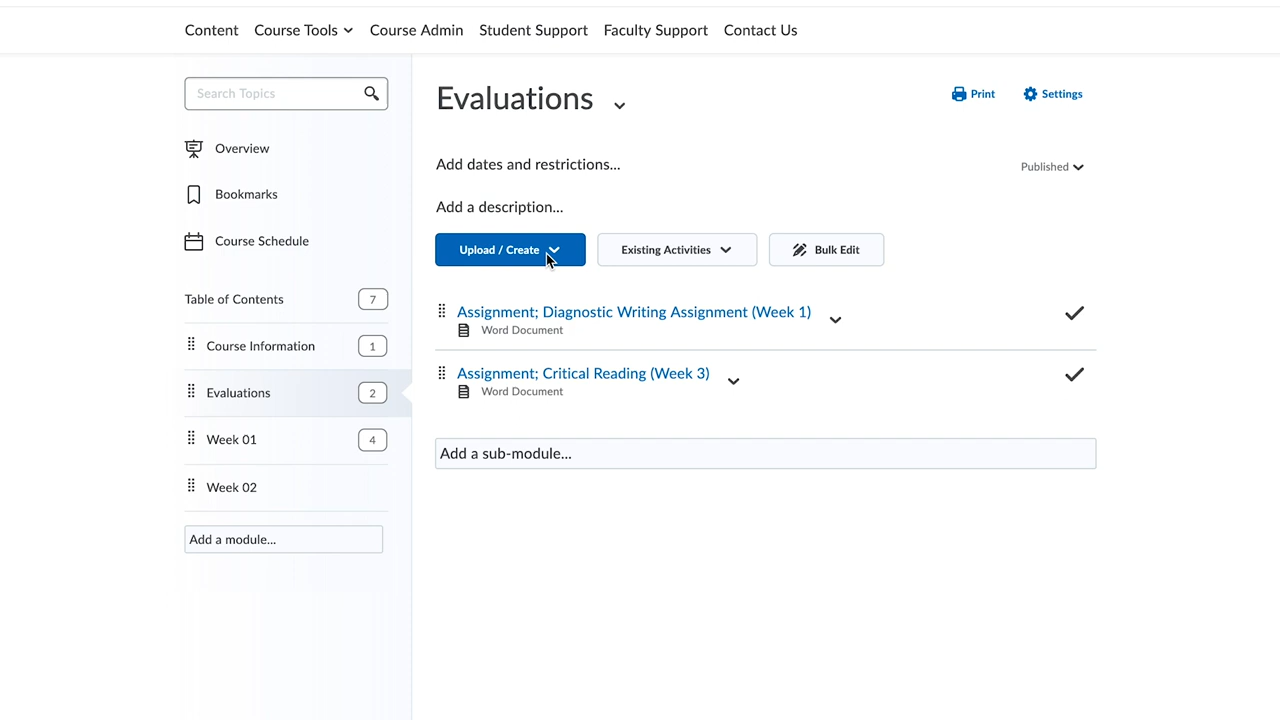 Content Course Tools Course Admin Student Support Faculty Support Contact Us
Search Topics
Overview
Bookmarks
Course Schedule
Table of Contents 7
Course Information 1
Evaluations 2
Week 01 4
Week 02
Add a module...
Evaluations
Print Settings
Add dates and restrictions...
Published
Add a description...
Upload / Create Existing Activities Bulk Edit
Assignment; Diagnostic Writing Assignment (Week 1)
Word Document
Assignment; Critical Reading (Week 3)
Word Document
Add a sub-module...